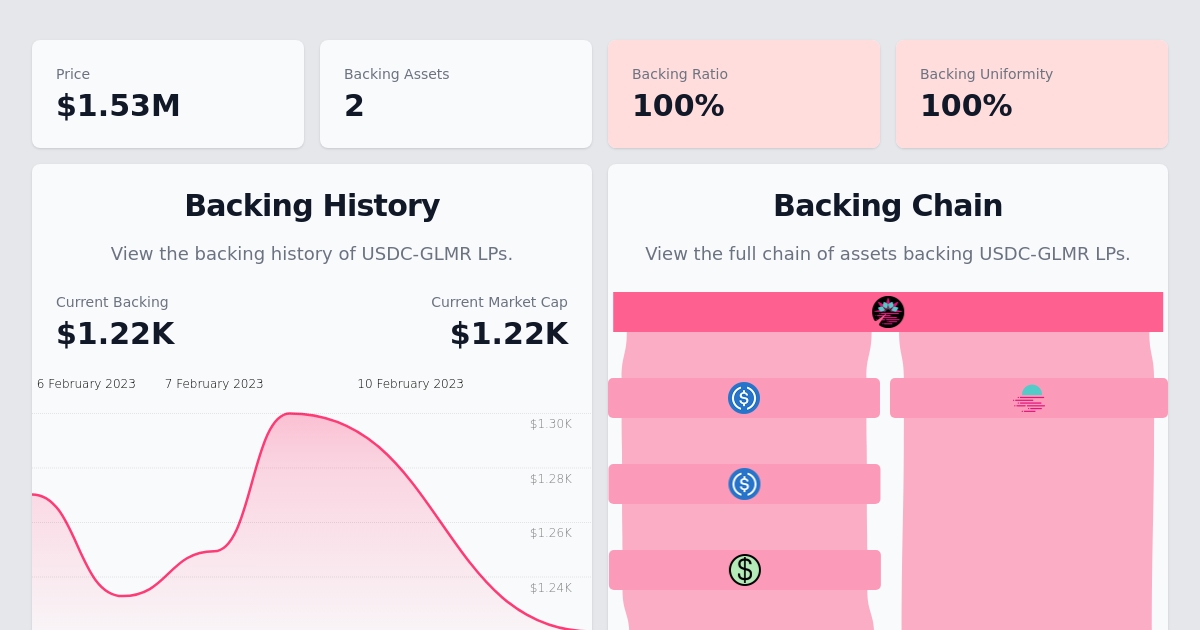 Price
$1.53M
Backing Assets
2
Backing Ratio
100%
Backing Uniformity
100%
Backing History
View the backing history of USDC-GLMR LPs.
Current Backing
$1.22K
Current Market Cap
$1.22K
6 February 2023
7 February 2023
10 February 2023
$1.30K
$1.28K
$1.26K
$1.24K
Backing Chain
View the full chain of assets backing USDC-GLMR LPs.
$
$
$